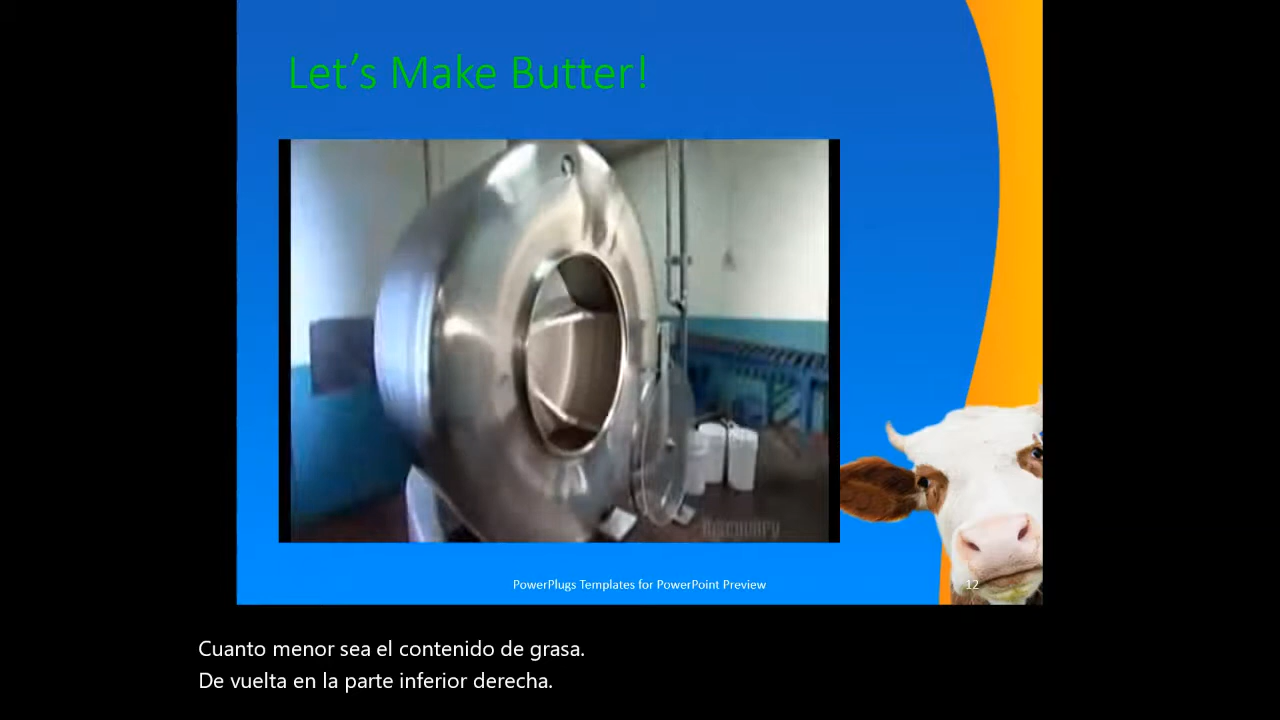 Let's Make Butter!
Discovery
PowerPlugs Templates for PowerPoint Preview
12
Cuanto menor sea el contenido de grasa.
De vuelta en la parte inferior derecha.